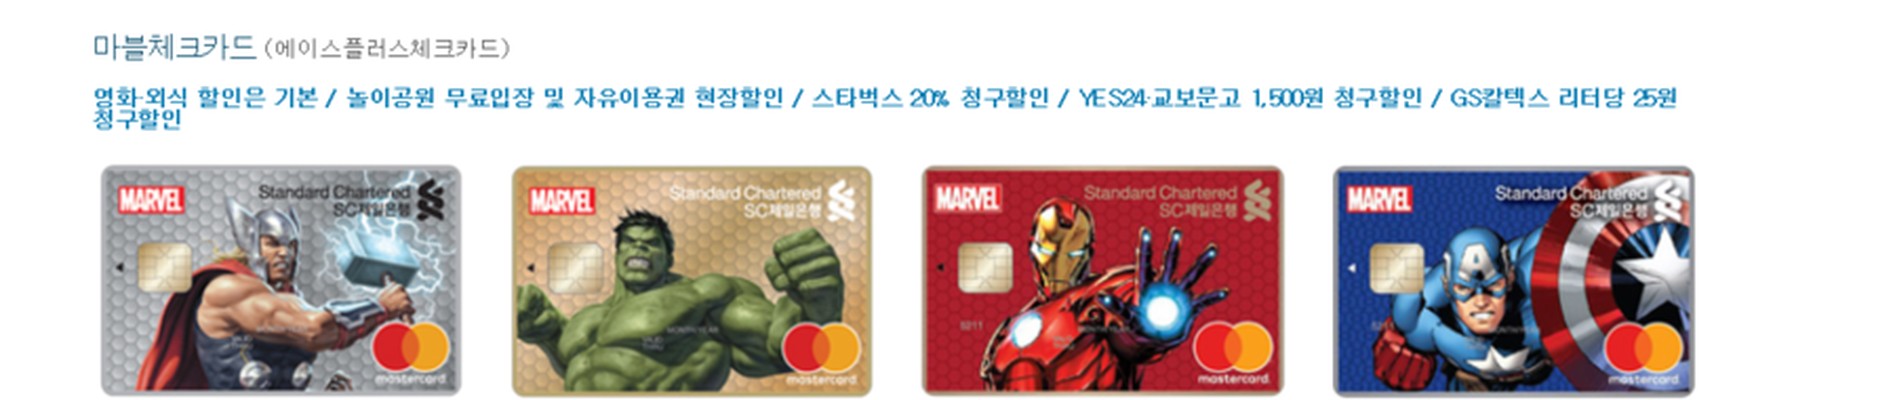 마블체크카드 (에이스플러스체크카드)
영화·외식 할인은 기본 / 놀이공원 무료입장 및 자유이용권 현장할인 / 스타벅스 20% 청구할인 / YES24·교보문고 1,500원 청구할인 / GS칼텍스 리터당 25원
청구할인
MARVEL
Standard Chartered
SC제일은행
mastercard.
MARVEL
Standard Chartered
SC제일은행
MONTH/YEAR
mastercard.
MARVEL
Standard Chartered
SC제일은행
5211
MONTH/YEAR
mastercard.
MARVEL
Standard Chartered
SC제일은행
mastercard.